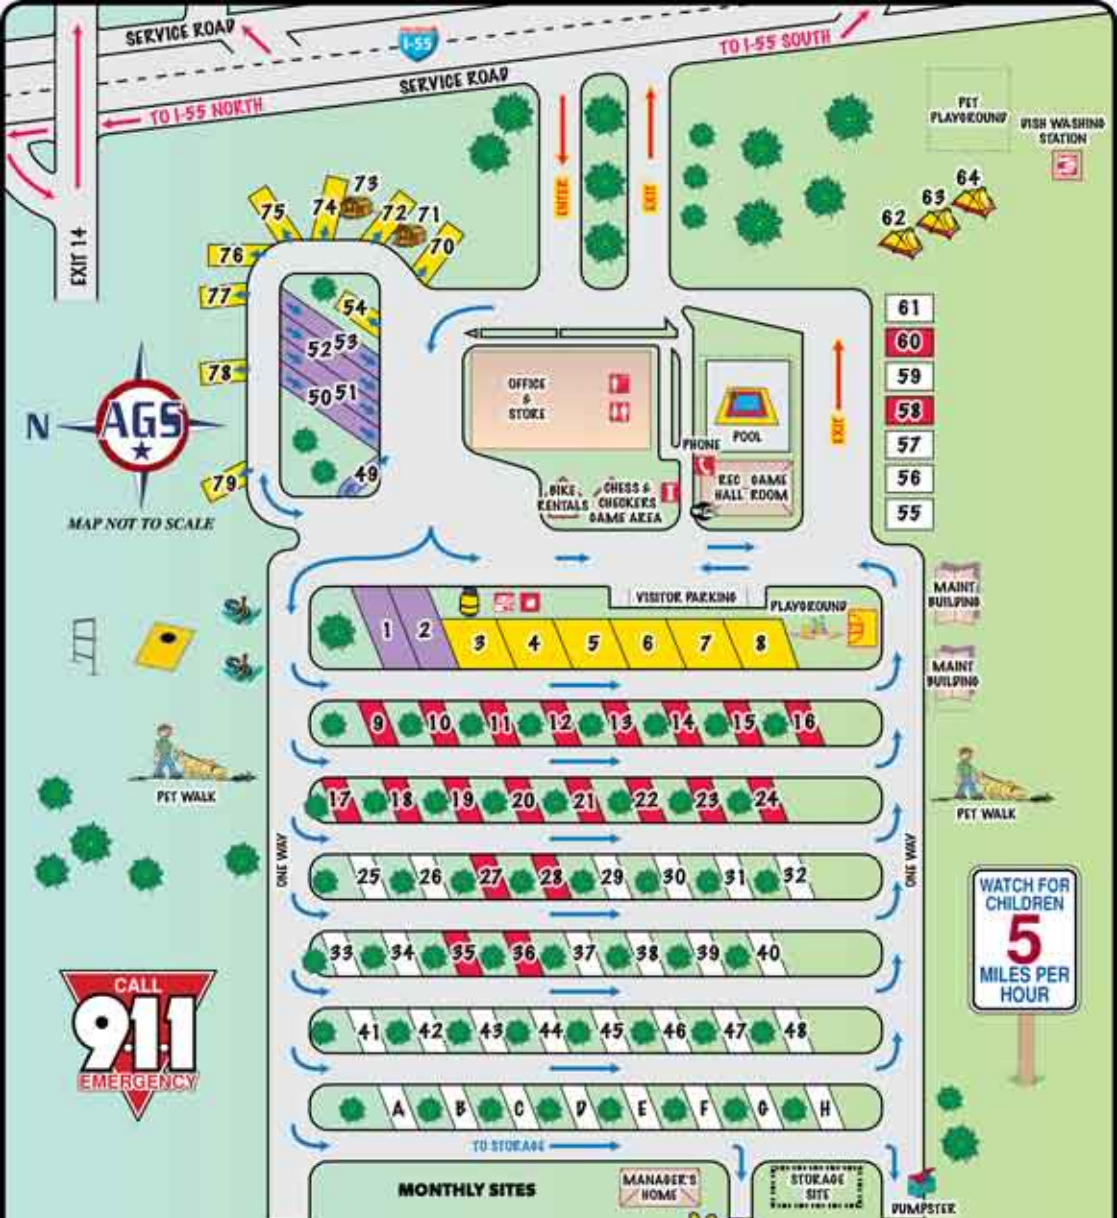 SERVICE ROAD
I-55
TO I-55 SOUTH
SERVICE ROAD
TO I-55 NORTH
EXIT 14
ENTER
EXIT
PET
PLAYGROUND
DISH WASHING
STATION
64
63
62
73
75
74
72
71
70
76
77
78
79
54
53
52
51
50
49
61
60
59
58
57
56
55
OFFICE
&
STORE
POOL
PHONE
EXIT
REC
HALL
GAME
ROOM
BIKE
RENTALS
CHESS &
CHECKERS
GAME AREA
N
AGS
MAP NOT TO SCALE
VISITOR PARKING
PLAYGROUND
MAINT
BUILDING
MAINT
BUILDING
1 2 3 4 5 6 7 8
9 10 11 12 13 14 15 16
17 18 19 20 21 22 23 24
PET WALK
PET WALK
ONE WAY
ONE WAY
25 26 27 28 29 30 31 32
33 34 35 36 37 38 39 40
41 42 43 44 45 46 47 48
A B C D E F G H
WATCH FOR
CHILDREN
5
MILES PER
HOUR
CALL
911
EMERGENCY
TO STORAGE
MONTHLY SITES
MANAGER'S
HOME
STORAGE
SITE
DUMPSTER